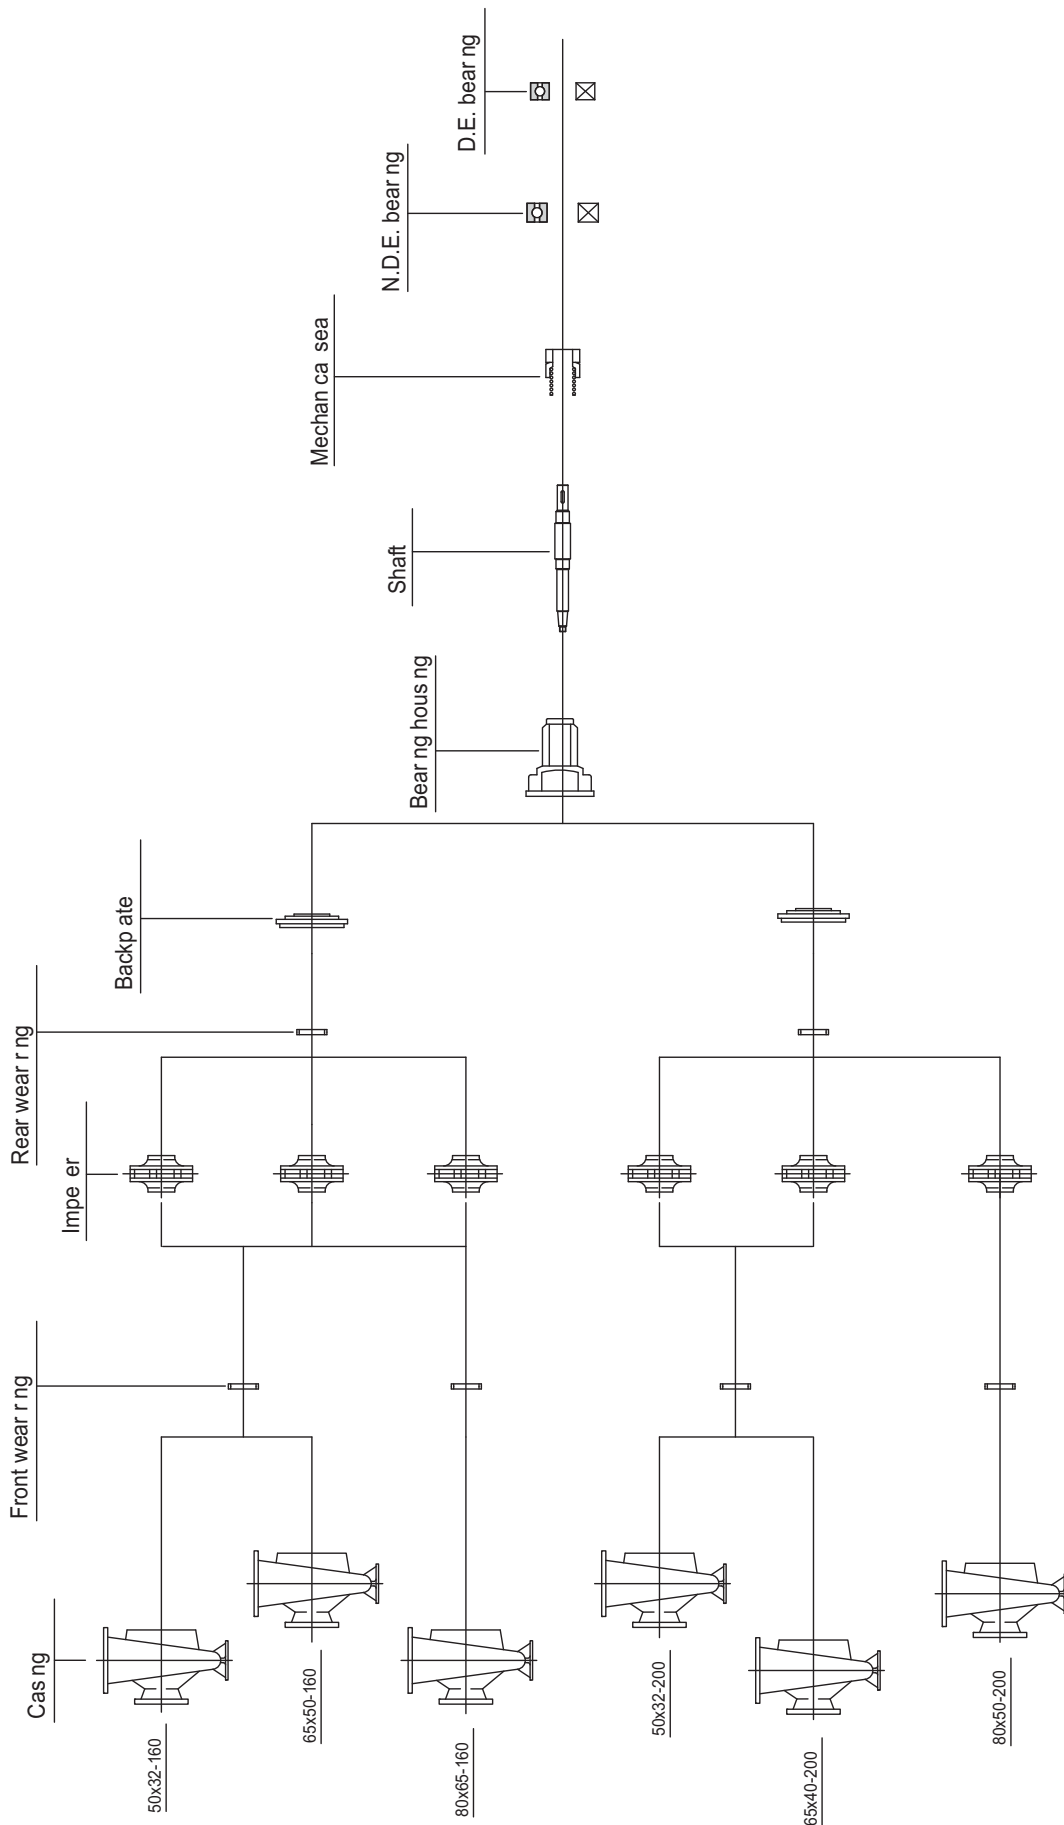 Cas ng
Front wear r ng
Impe er
Rear wear r ng
Backp ate
Bear ng hous ng
Shaft
Mechan ca sea
N.D.E. bear ng
D.E. bear ng
50x32-160
65x50-160
80x65-160
50x32-200
65x40-200
80x50-200